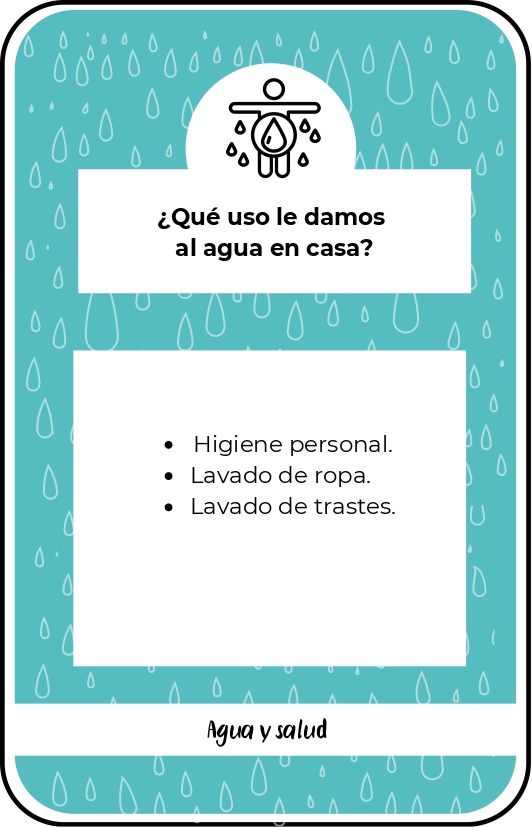 ¿Qué uso le damos
al agua en casa?
• Higiene personal.
• Lavado de ropa.
• Lavado de trastes.
Agua y salud